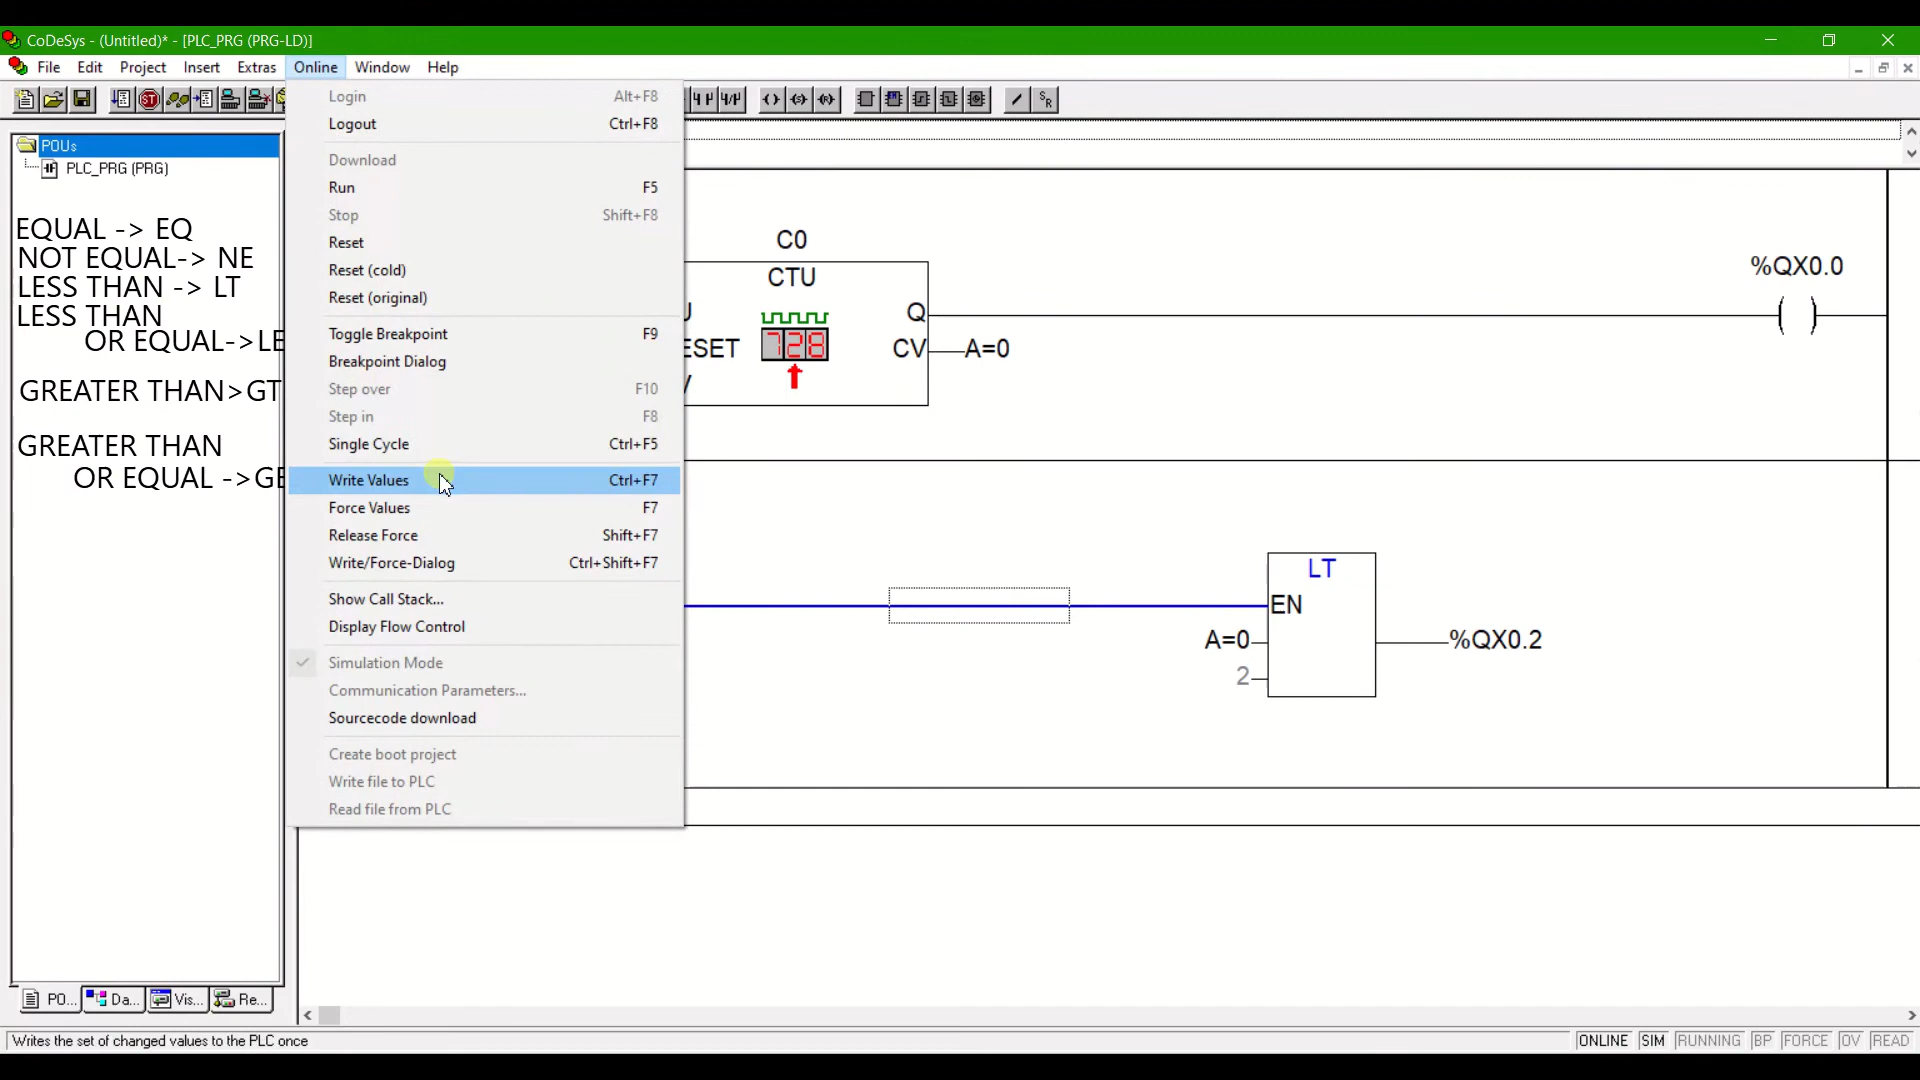 CoDeSys - (Untitled)* - [PLC_PRG (PRG-LD)]
File Edit Project Insert Extras Online Window Help
Login Alt+F8
Logout Ctrl+F8
Download
Run F5
Stop Shift+F8
Reset
Reset (cold)
Reset (original)
Toggle Breakpoint F9
Breakpoint Dialog
Step over F10
Step in F8
Single Cycle Ctrl+F5
Write Values Ctrl+F7
Force Values F7
Release Force Shift+F7
Write/Force-Dialog Ctrl+Shift+F7
Show Call Stack...
Display Flow Control
Simulation Mode
Communication Parameters...
Sourcecode download
Create boot project
Write file to PLC
Read file from PLC
POUs
PLC_PRG (PRG)
EQUAL -> EQ
NOT EQUAL-> NE
LESS THAN -> LT
LESS THAN
OR EQUAL->LE
GREATER THAN>GT
GREATER THAN
OR EQUAL ->GE
C0
CTU
728
Q
ESET
CV
A=0
%QX0.0
LT
EN
A=0
2
%QX0.2
PO...
Da...
Vis...
Re...
Writes the set of changed values to the PLC once
ONLINE SIM RUNNING BP FORCE OV READ